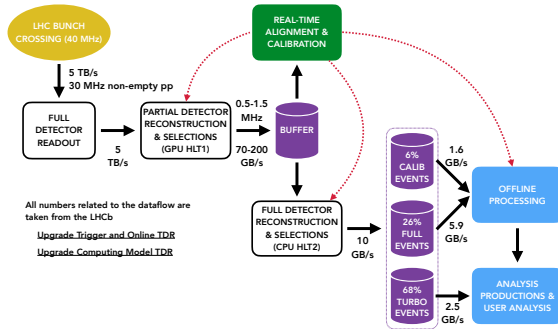 LHC BUNCH
CROSSING (40 MHz)
REAL-TIME
ALIGNMENT &
CALIBRATION
5 TB/s
30 MHz non-empty pp
FULL
DETECTOR
READOUT
5
TB/s
PARTIAL DETECTOR
RECONSTRUCTION
& SELECTIONS
(GPU HLT1)
0.5-1.5
MHz
70-200
GB/s
BUFFER
FULL DETECTOR
RECONSTRUCTION
& SELECTIONS
(CPU HLT2)
10
GB/s
6%
CALIB
EVENTS
26%
FULL
EVENTS
68%
TURBO
EVENTS
1.6
GB/s
5.9
GB/s
2.5
GB/s
OFFLINE
PROCESSING
ANALYSIS
PRODUCTIONS &
USER ANALYSIS
All numbers related to the dataflow are
taken from the LHCb
Upgrade Trigger and Online TDR
Upgrade Computing Model TDR